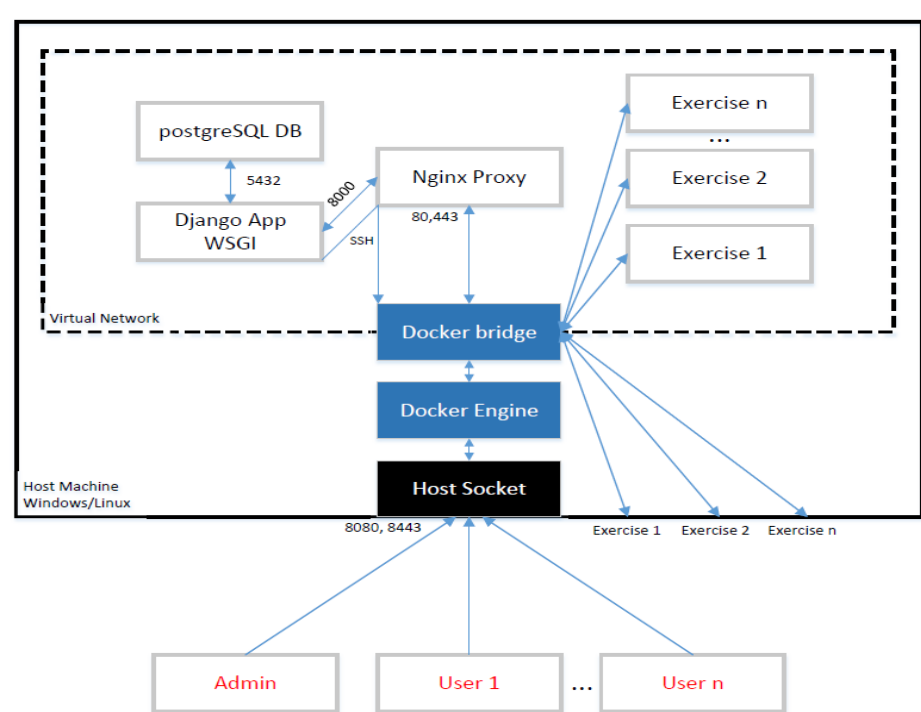 Exercise n
...
postgreSQL DB
Exercise 2
Nginx Proxy
5432
8000
80,443
Django App
WSGI
SSH
Exercise 1
Virtual Network
Docker bridge
Docker Engine
Host Machine
Windows/Linux
Host Socket
8080, 8443
Exercise 1
Exercise 2
Exercise n
Admin
User 1
...
User n